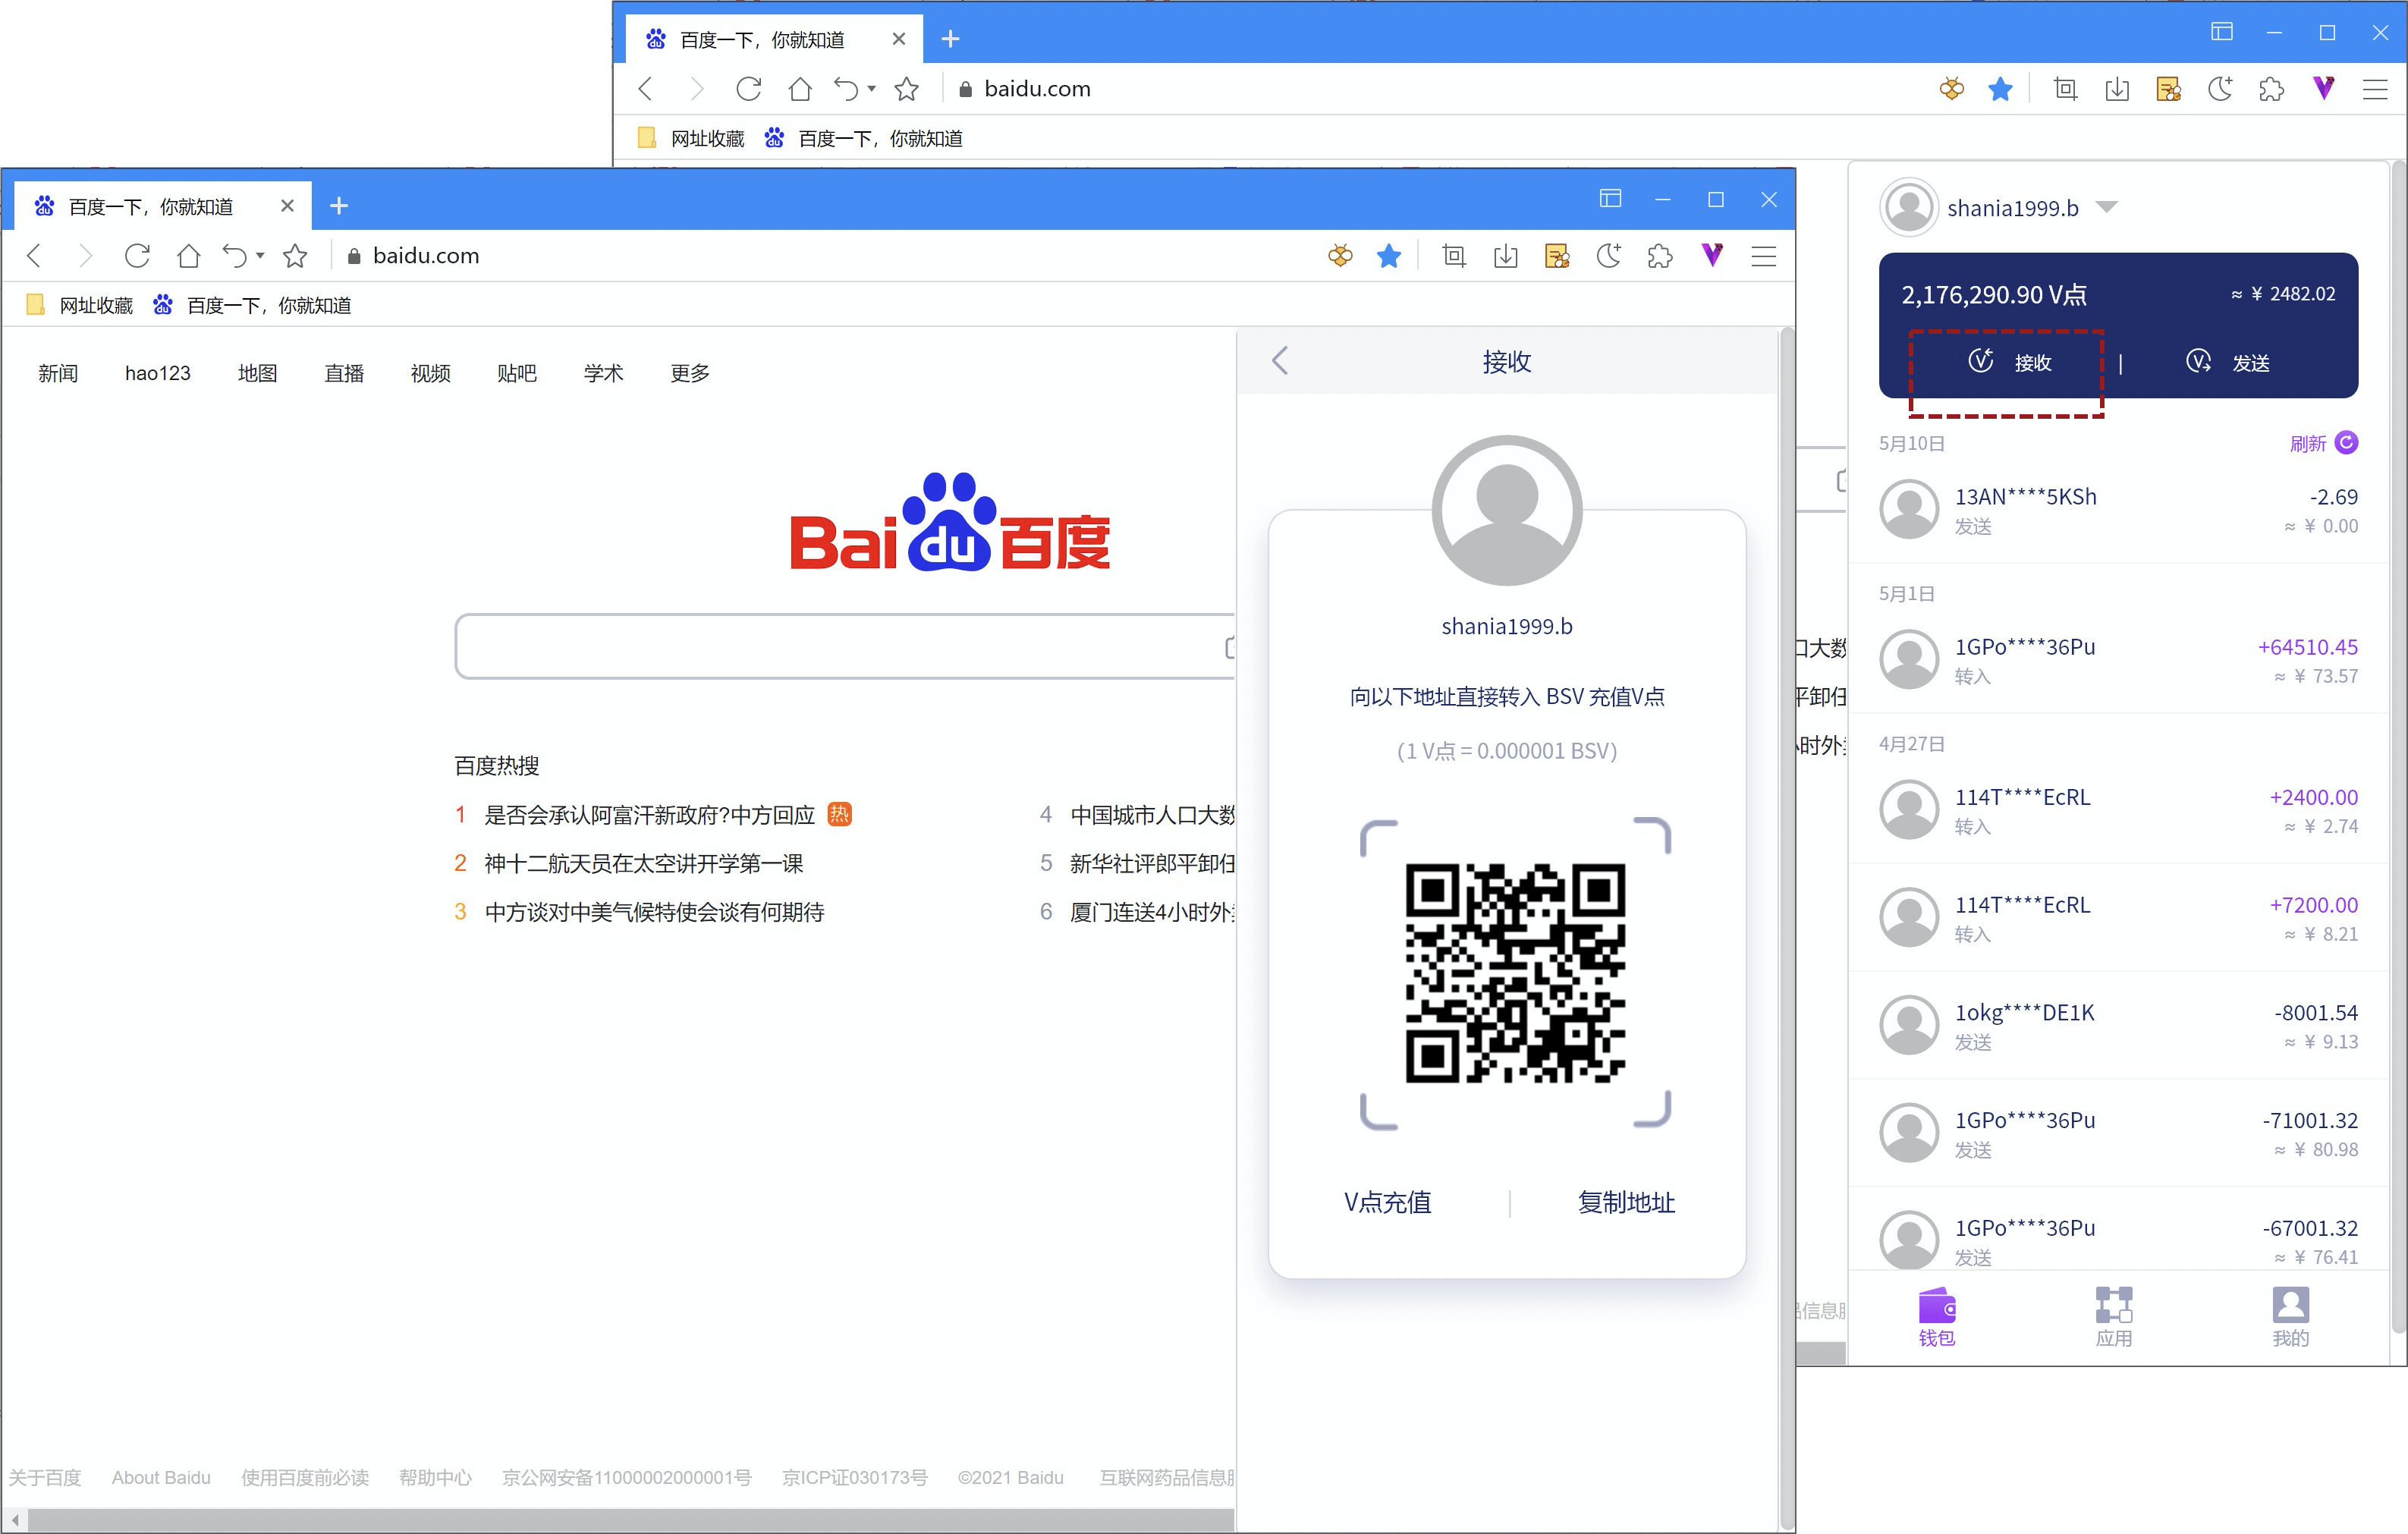 百度一下，你就知道
baidu.com
网址收藏 百度一下，你就知道
shania1999.b
2,176,290.90 V点 ≈ ¥ 2482.02
接收 | 发送
5月10日 刷新
13AN****5KSh -2.69
发送 ≈ ¥ 0.00
5月1日
1GPo****36Pu +64510.45
转入 ≈ ¥ 73.57
4月27日
114T****EcRL +2400.00
转入 ≈ ¥ 2.74
114T****EcRL +7200.00
转入 ≈ ¥ 8.21
1okg****DE1K -8001.54
发送 ≈ ¥ 9.13
1GPo****36Pu -71001.32
发送 ≈ ¥ 80.98
1GPo****36Pu -67001.32
发送 ≈ ¥ 76.41
钱包 应用 我的
口大数
平卸任
小时外
品信息服
百度一下，你就知道
baidu.com
网址收藏 百度一下，你就知道
新闻 hao123 地图 直播 视频 贴吧 学术 更多
Bai du 百度
百度热搜
1 是否会承认阿富汗新政府?中方回应 热
2 神十二航天员在太空讲开学第一课
3 中方谈对中美气候特使会谈有何期待
4 中国城市人口大数
5 新华社评郎平卸任
6 厦门连送4小时外
关于百度 About Baidu 使用百度前必读 帮助中心 京公网安备11000002000001号 京ICP证030173号 ©2021 Baidu 互联网药品信息服
接收
shania1999.b
向以下地址直接转入 BSV 充值V点
(1 V点 = 0.000001 BSV)
V点充值 | 复制地址